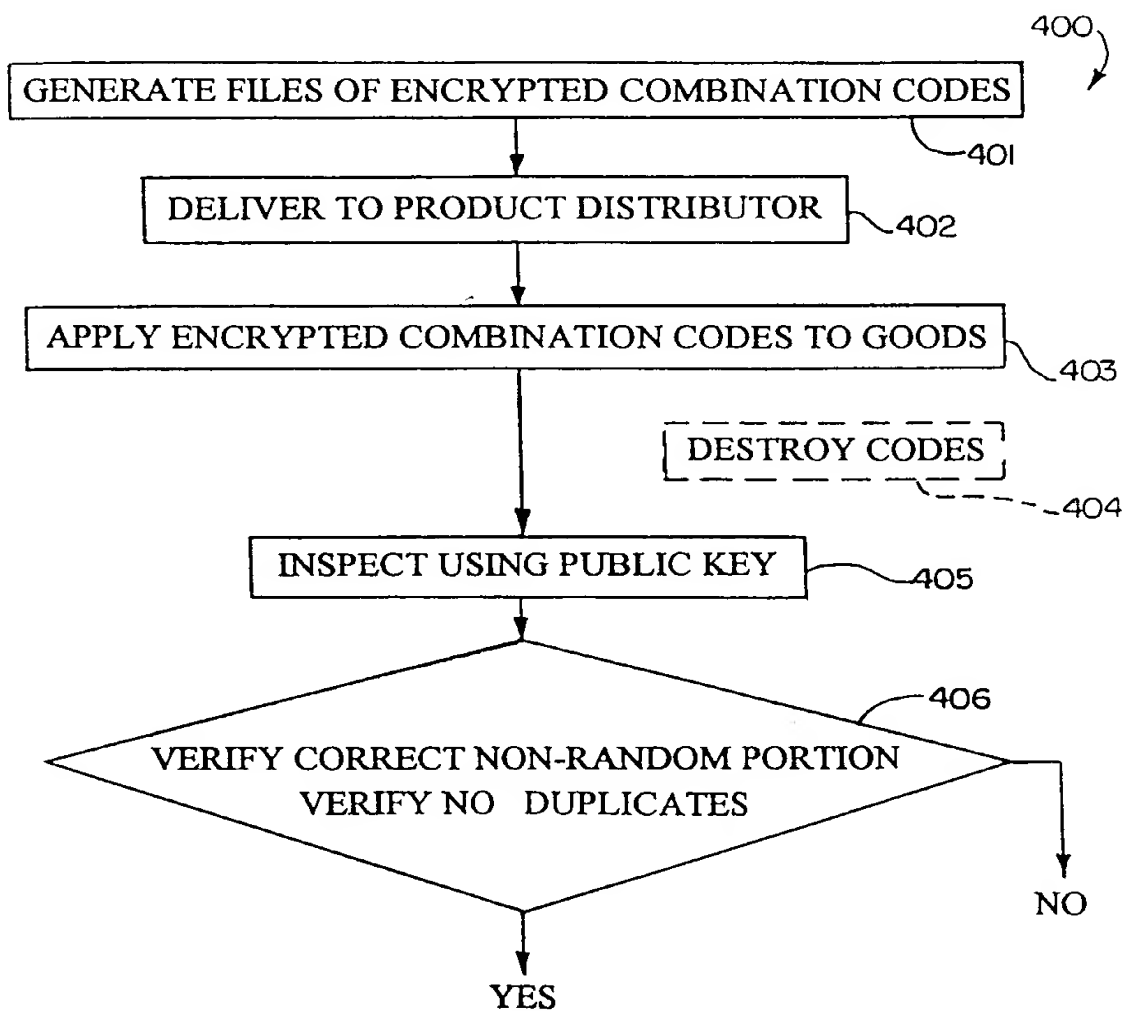 400
GENERATE FILES OF ENCRYPTED COMBINATION CODES
401
DELIVER TO PRODUCT DISTRIBUTOR
402
APPLY ENCRYPTED COMBINATION CODES TO GOODS
403
DESTROY CODES
404
INSPECT USING PUBLIC KEY
405
406
VERIFY CORRECT NON-RANDOM PORTION
VERIFY NO DUPLICATES
NO
YES